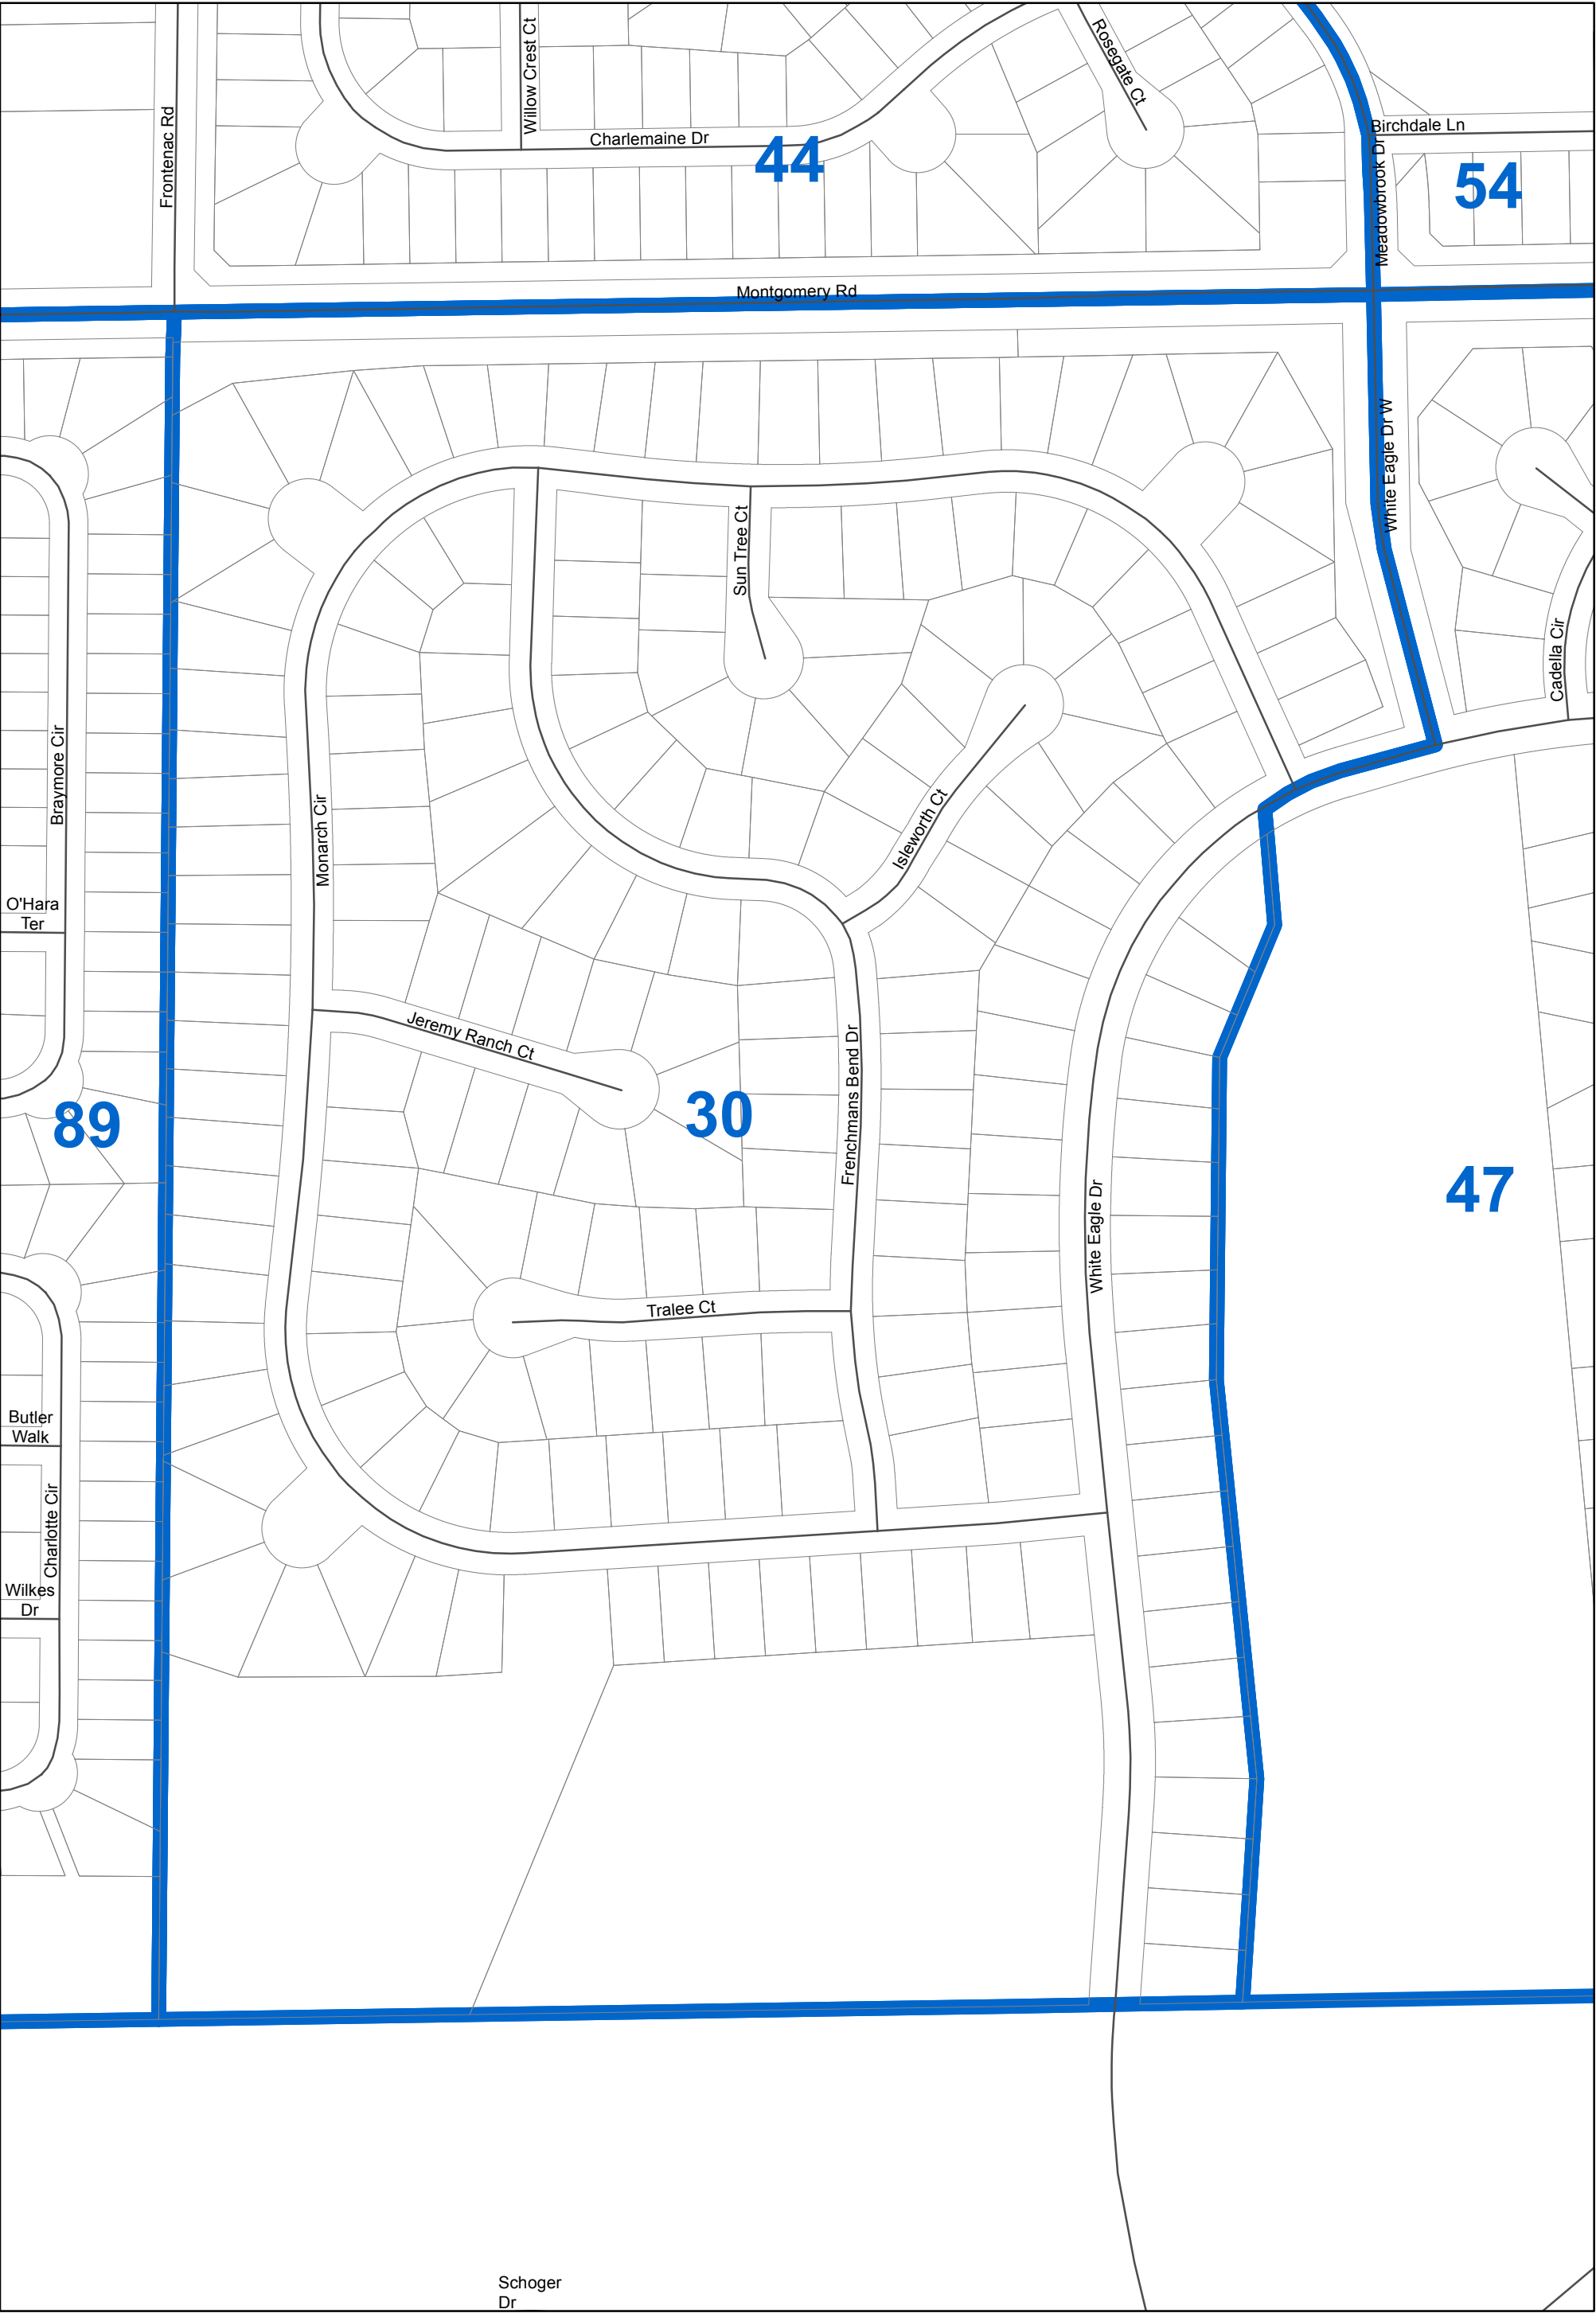 Willow Crest Ct
Rosegate Ct
Frontenac Rd
Charlemaine Dr
44
Birchdale Ln
Meadowbrook Dr
54
Montgomery Rd
White Eagle Dr W
Sun Tree Ct
Cadella Cir
Braymore Cir
Monarch Cir
Isleworth Ct
O'Hara
Ter
Jeremy Ranch Ct
Frenchmans Bend Dr
30
89
47
White Eagle Dr
Tralee Ct
Butler
Walk
Charlotte Cir
Wilkes
Dr
Schoger
Dr